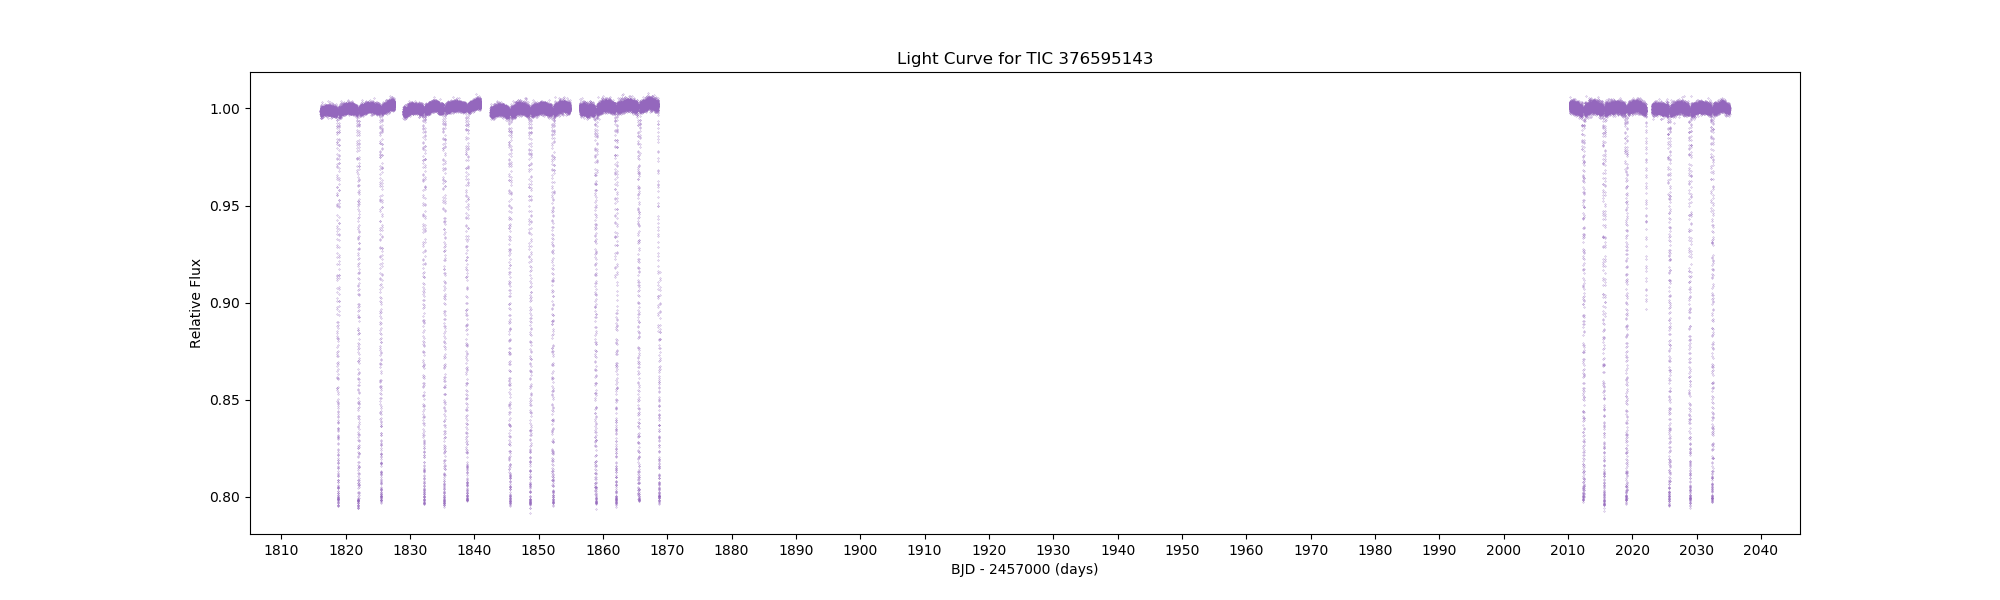 Light Curve for TIC 376595143
1.00
0.95
0.90
0.85
0.80
Relative Flux
1810 1820 1830 1840 1850 1860 1870 1880 1890 1900 1910 1920 1930 1940 1950 1960 1970 1980 1990 2000 2010 2020 2030 2040
BJD - 2457000 (days)